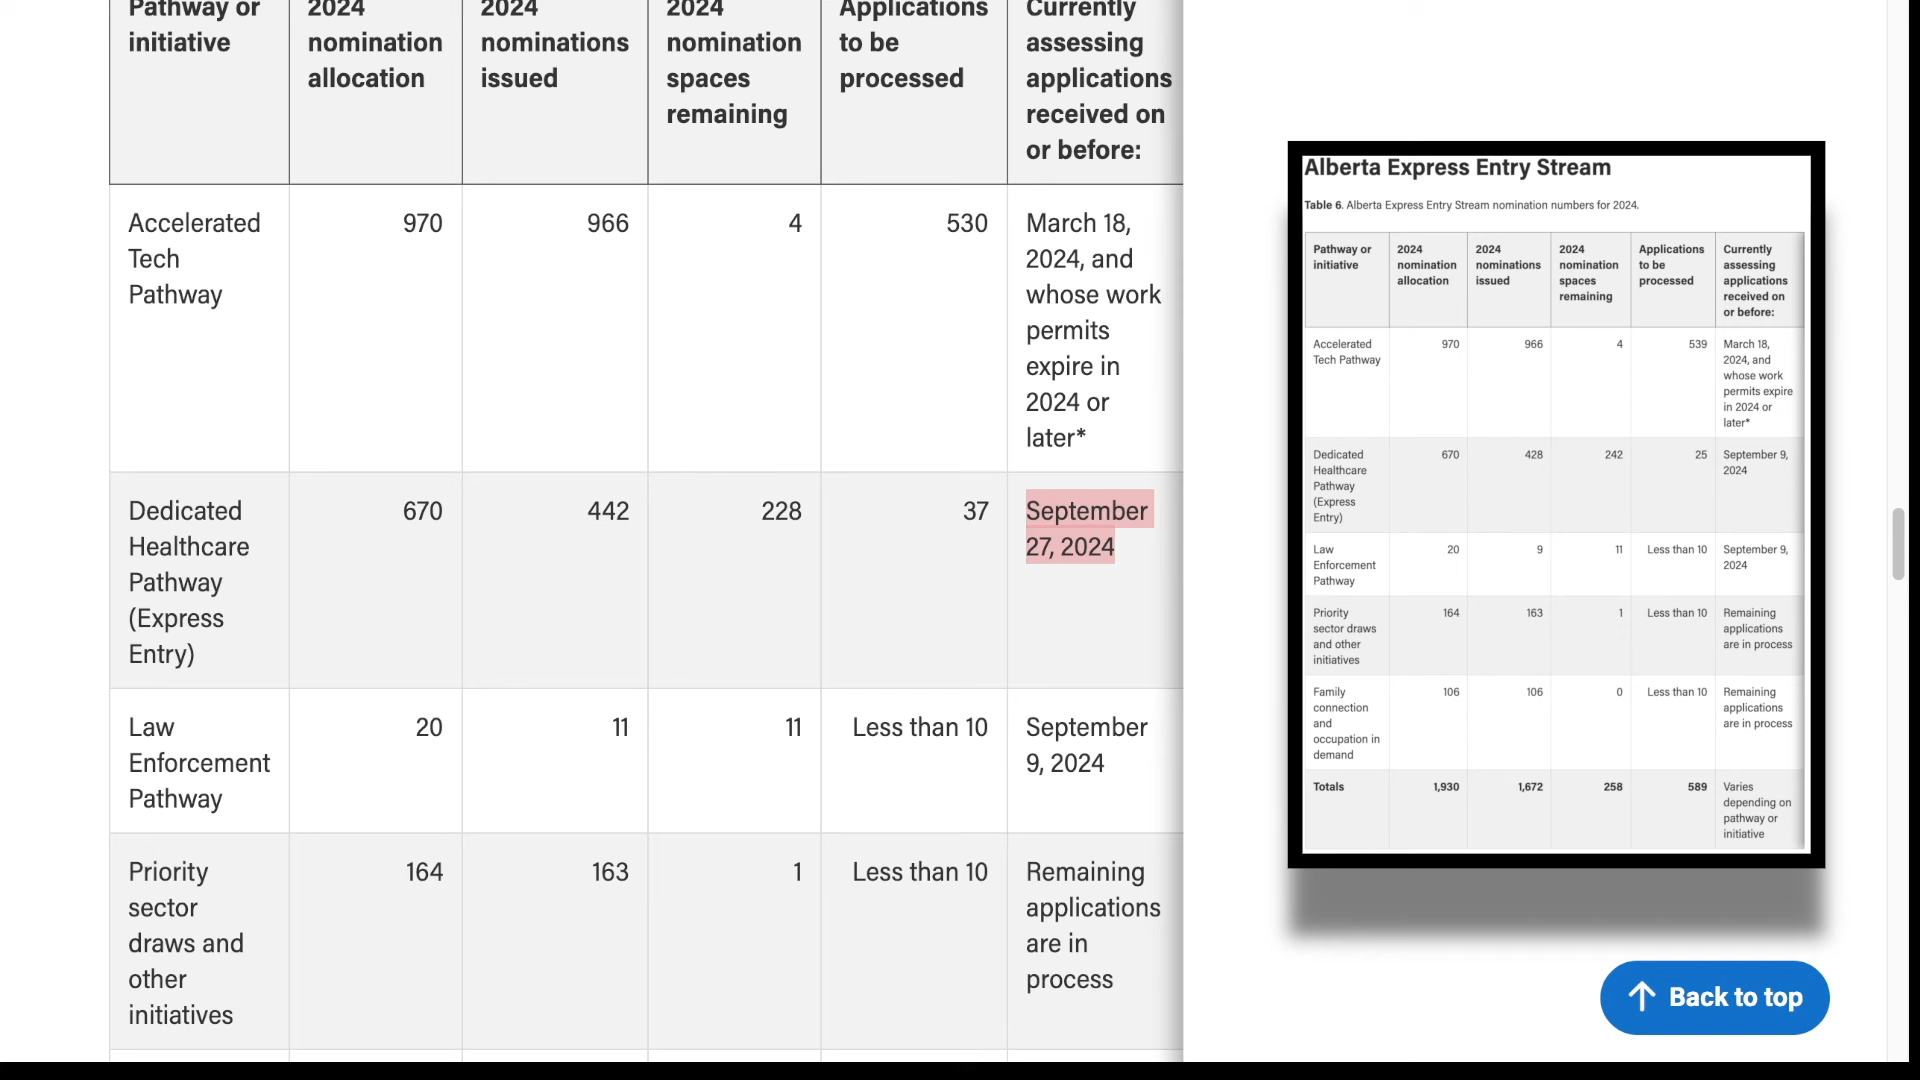 Pathway or initiative | 2024 nomination allocation | 2024 nominations issued | 2024 nomination spaces remaining | Applications to be processed | Currently assessing applications received on or before:
Accelerated Tech Pathway | 970 | 966 | 4 | 530 | March 18, 2024, and whose work permits expire in 2024 or later*
Dedicated Healthcare Pathway (Express Entry) | 670 | 442 | 228 | 37 | September 27, 2024
Law Enforcement Pathway | 20 | 11 | 11 | Less than 10 | September 9, 2024
Priority sector draws and other initiatives | 164 | 163 | 1 | Less than 10 | Remaining applications are in process
Alberta Express Entry Stream
Table 6. Alberta Express Entry Stream nomination numbers for 2024.
Pathway or initiative | 2024 nomination allocation | 2024 nominations issued | 2024 nomination spaces remaining | Applications to be processed | Currently assessing applications received on or before:
Accelerated Tech Pathway | 970 | 966 | 4 | 539 | March 18, 2024, and whose work permits expire in 2024 or later*
Dedicated Healthcare Pathway (Express Entry) | 670 | 428 | 242 | 25 | September 9, 2024
Law Enforcement Pathway | 20 | 9 | 11 | Less than 10 | September 9, 2024
Priority sector draws and other initiatives | 164 | 163 | 1 | Less than 10 | Remaining applications are in process
Family connection and occupation in demand | 106 | 106 | 0 | Less than 10 | Remaining applications are in process
Totals | 1,930 | 1,672 | 258 | 589 | Varies depending on pathway or initiative
Back to top